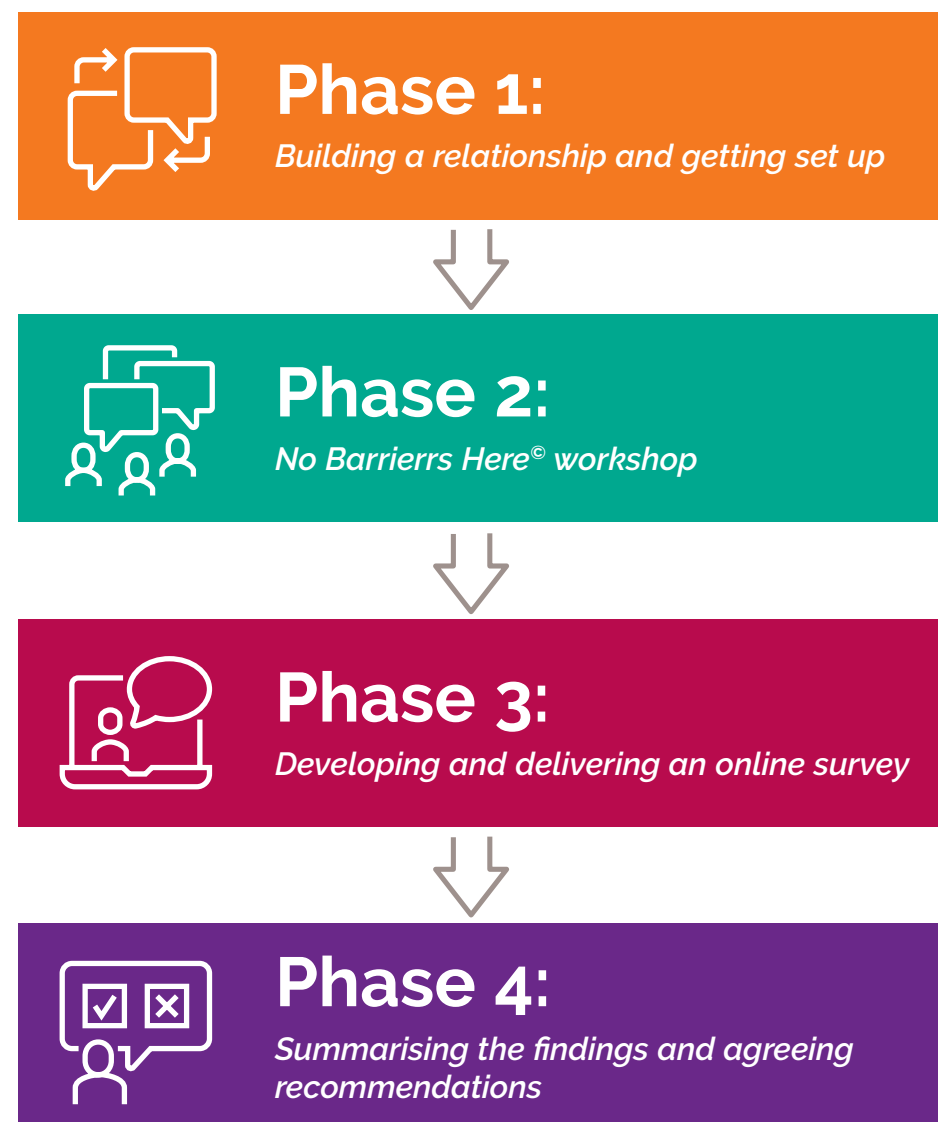 Phase 1:
Building a relationship and getting set up
Phase 2:
No Barrierrs Here© workshop
Phase 3:
Developing and delivering an online survey
Phase 4:
Summarising the findings and agreeing
recommendations